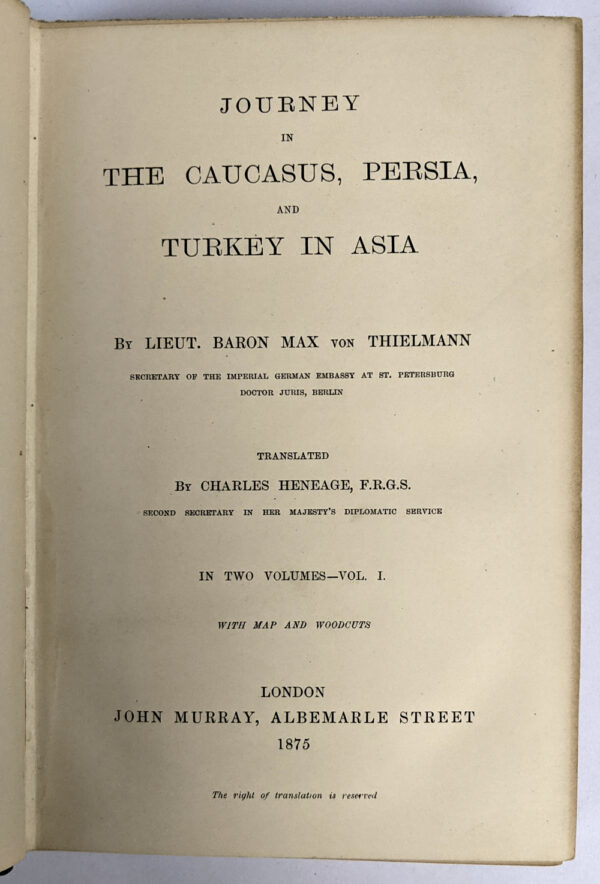 JOURNEY
IN
THE CAUCASUS, PERSIA,
AND
TURKEY IN ASIA
BY LIEUT. BARON MAX VON THIELMANN
SECRETARY OF THE IMPERIAL GERMAN EMBASSY AT ST. PETERSBURG
DOCTOR JURIS, BERLIN
TRANSLATED
BY CHARLES HENEAGE, F.R.G.S.
SECOND SECRETARY IN HER MAJESTY'S DIPLOMATIC SERVICE
IN TWO VOLUMES—VOL. I.
WITH MAP AND WOODCUTS
LONDON
JOHN MURRAY, ALBEMARLE STREET
1875
The right of translation is reserved